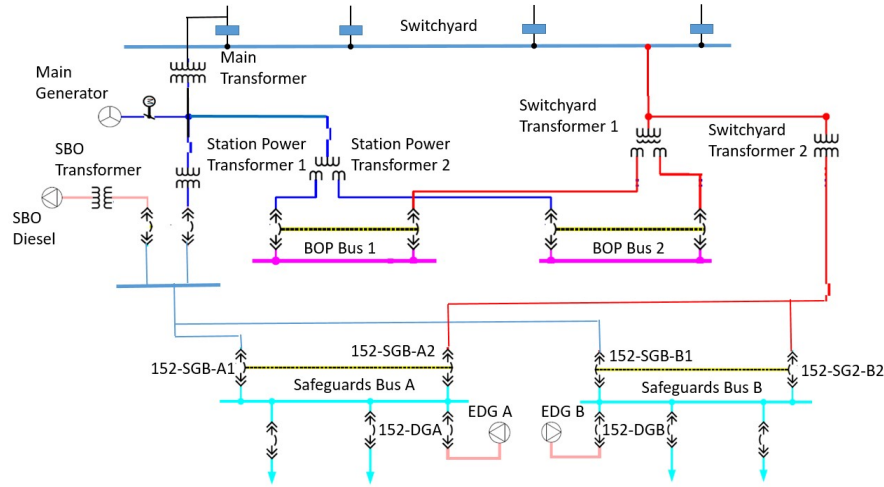 Switchyard
Main
Transformer
Main
Generator
M
Switchyard
Transformer 1
Switchyard
Transformer 2
SBO
Transformer
Station Power
Transformer 1
Station Power
Transformer 2
SBO
Diesel
BOP Bus 1
BOP Bus 2
152-SGB-A1
152-SGB-A2
152-SGB-B1
152-SG2-B2
Safeguards Bus A
Safeguards Bus B
EDG A
EDG B
152-DGA
152-DGB